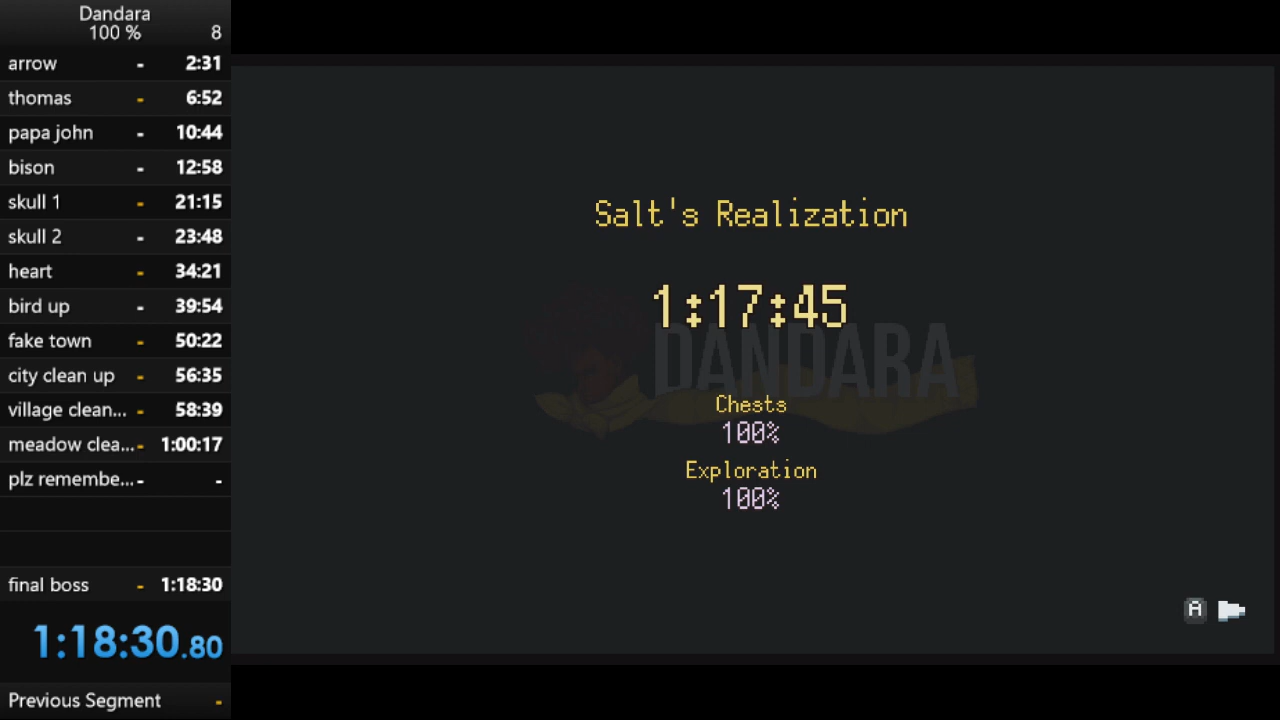 Dandara
100 % 8
arrow - 2:31
thomas - 6:52
papa john - 10:44
bison - 12:58
skull 1 - 21:15
skull 2 - 23:48
heart - 34:21
bird up - 39:54
fake town - 50:22
city clean up - 56:35
village clean... - 58:39
meadow clea... - 1:00:17
plz remembe... - -
final boss - 1:18:30
1:18:30.80
Previous Segment -
Salt's Realization
1:17:45
DANDARA
Chests
100%
Exploration
100%
A